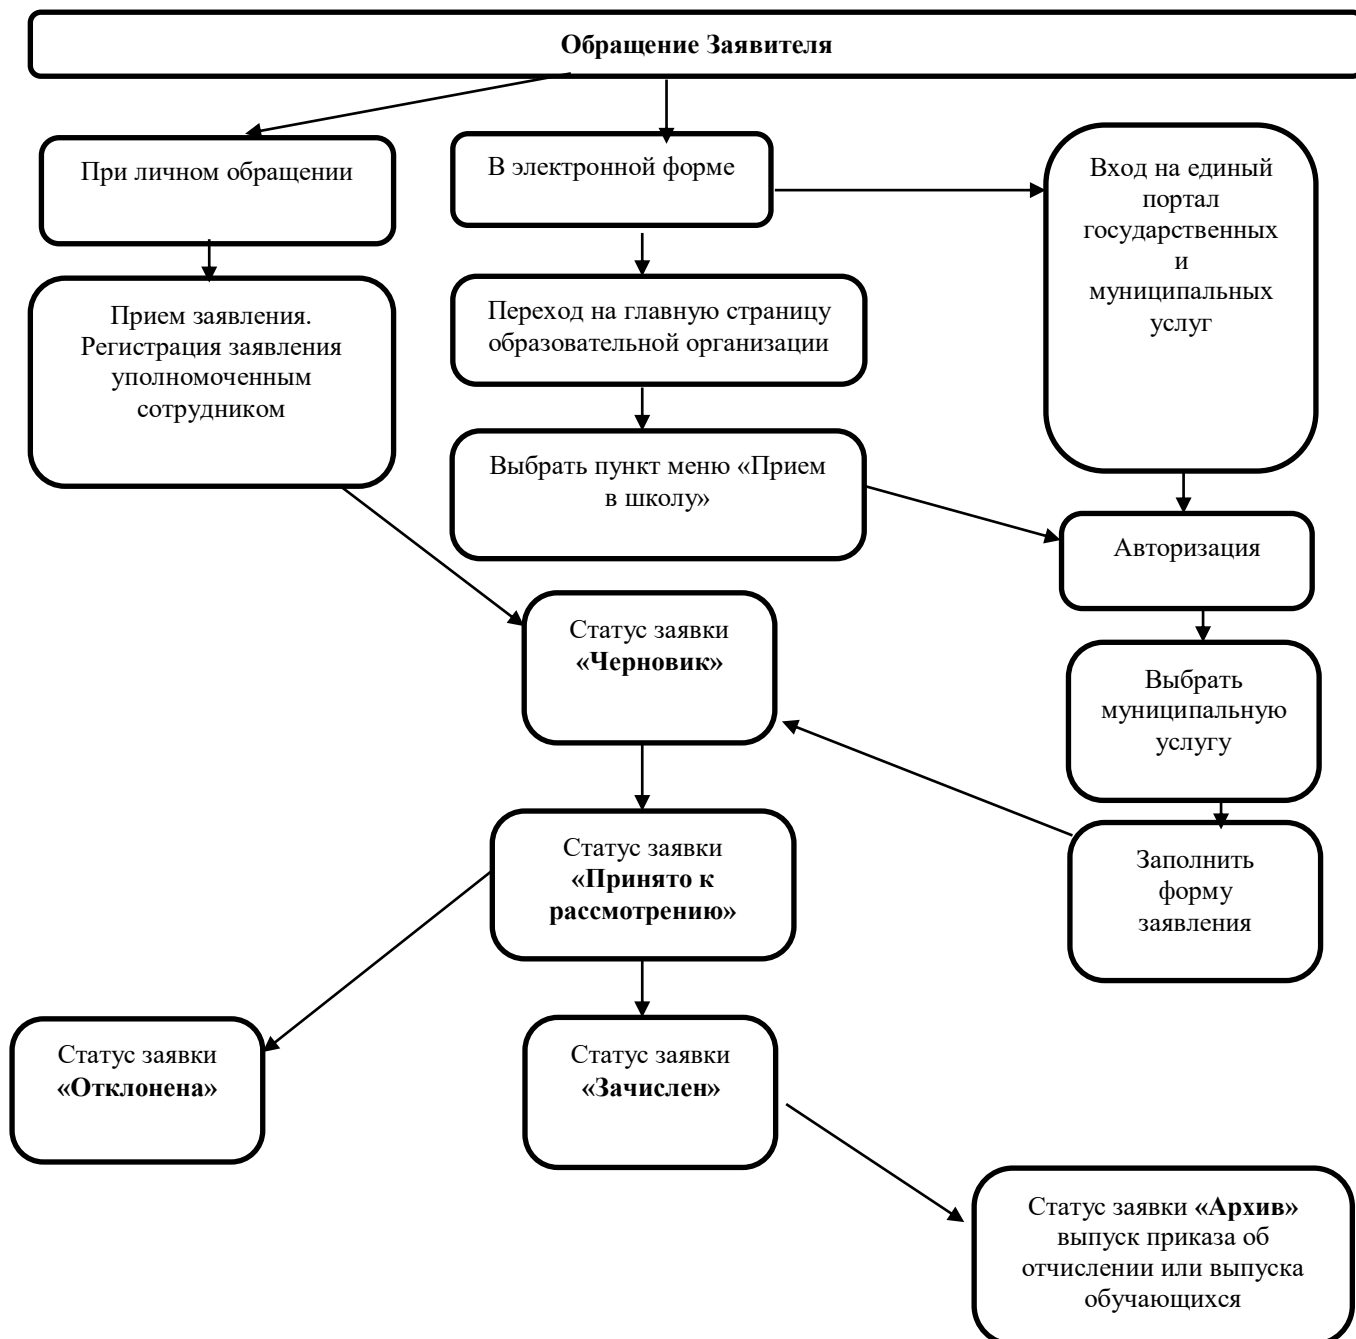 Обращение Заявителя
При личном обращении
В электронной форме
Вход на единый
портал
государственных
и
муниципальных
услуг
Прием заявления.
Регистрация заявления
уполномоченным
сотрудником
Переход на главную страницу
образовательной организации
Выбрать пункт меню «Прием
в школу»
Авторизация
Статус заявки
«Черновик»
Выбрать
муниципальную
услугу
Статус заявки
«Принято к
рассмотрению»
Заполнить
форму
заявления
Статус заявки
«Отклонена»
Статус заявки
«Зачислен»
Статус заявки «Архив»
выпуск приказа об
отчислении или выпуска
обучающихся